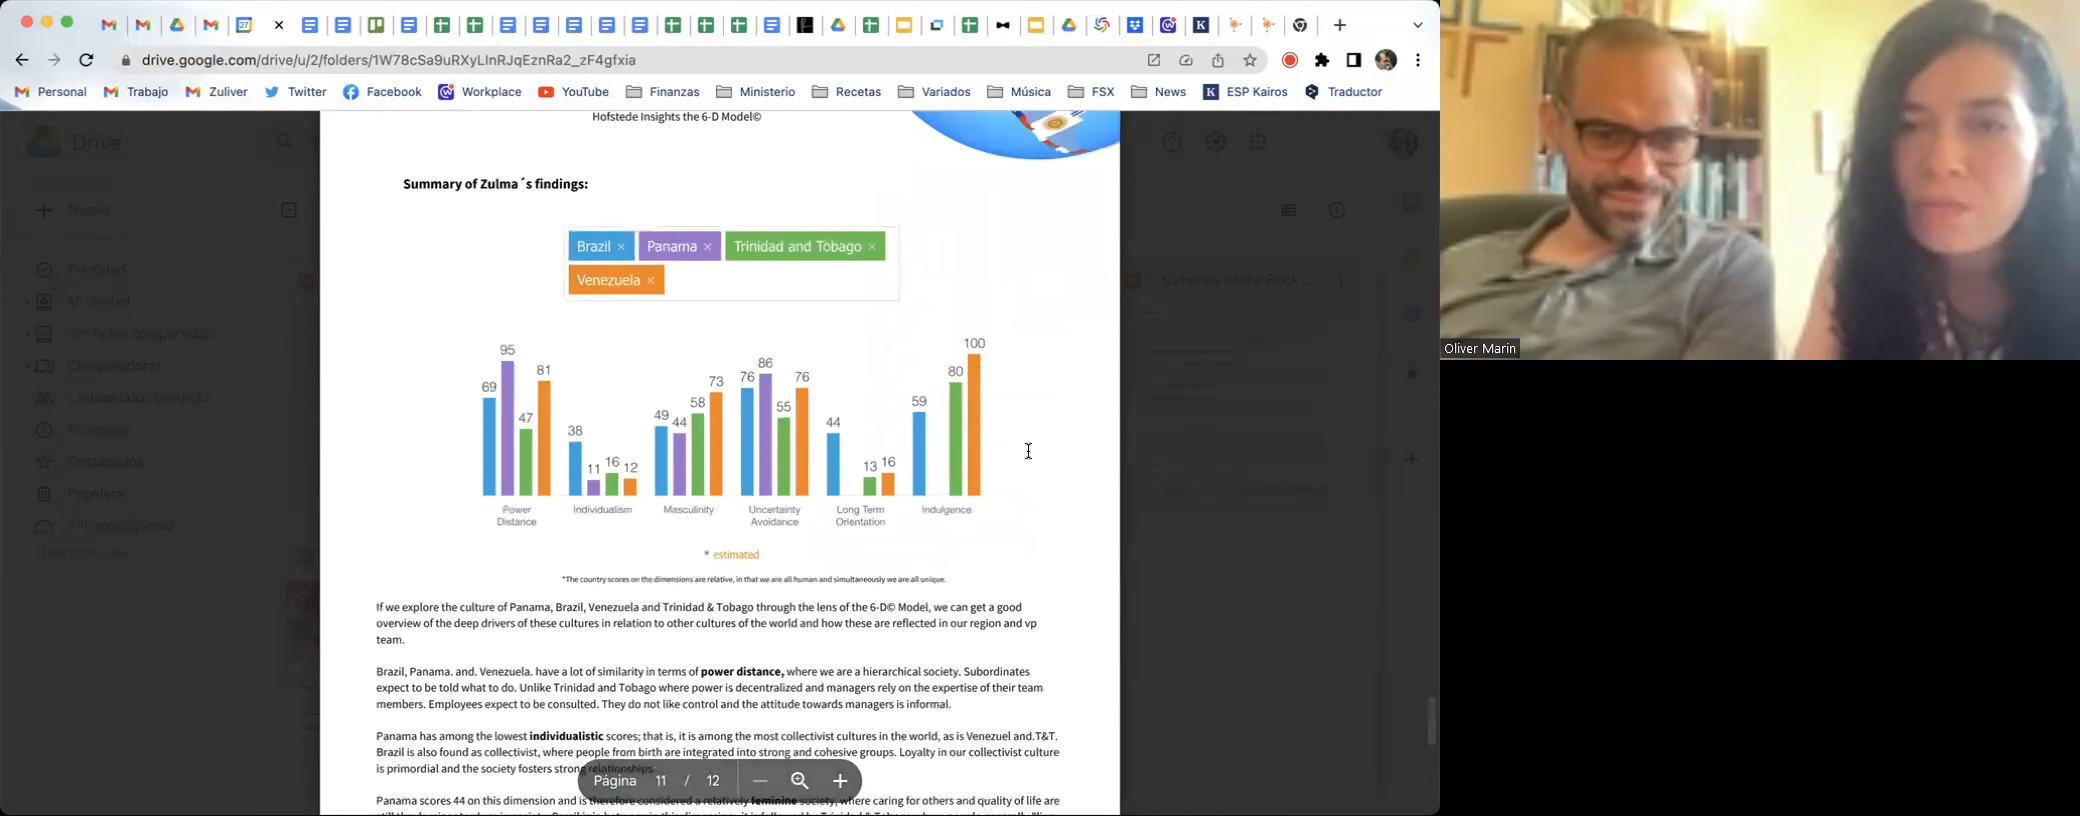 27
drive.google.com/drive/u/2/folders/1W78cSa9uRXyLInRJqEznRa2_zF4gfxia
Personal Trabajo Zuliver Twitter Facebook Workplace YouTube Finanzas Ministerio Recetas Variados Música FSX News K ESP Kairos Traductor
Hofstede Insights the 6-D Model©
Drive
Nuevo
Prioridad
Mi unidad
Unidades compartidas
Computadoras
Destacados
Papelera
Almacenamiento
Summary of the Book ...
Summary of Zulma´s findings:
Brazil × Panama × Trinidad and Tobago ×
Venezuela ×
69 95 47 81
38 11 16 12
49 44 58 73
76 86 55 76
44 13 16
59 80 100
Power Distance
Individualism
Masculinity
Uncertainty Avoidance
Long Term Orientation
Indulgence
* estimated
*The country scores on the dimensions are relative, in that we are all human and simultaneously we are all unique.
If we explore the culture of Panama, Brazil, Venezuela and Trinidad & Tobago through the lens of the 6-D© Model, we can get a good
overview of the deep drivers of these cultures in relation to other cultures of the world and how these are reflected in our region and vp
team.
Brazil, Panama. and. Venezuela. have a lot of similarity in terms of power distance, where we are a hierarchical society. Subordinates
expect to be told what to do. Unlike Trinidad and Tobago where power is decentralized and managers rely on the expertise of their team
members. Employees expect to be consulted. They do not like control and the attitude towards managers is informal.
Panama has among the lowest individualistic scores; that is, it is among the most collectivist cultures in the world, as is Venezuel and.T&T.
Brazil is also found as collectivist, where people from birth are integrated into strong and cohesive groups. Loyalty in our collectivist culture
is primordial and the society fosters strong relationships.
Página 11 / 12
Panama scores 44 on this dimension and is therefore considered a relatively feminine society, where caring for others and quality of life are
Oliver Marin